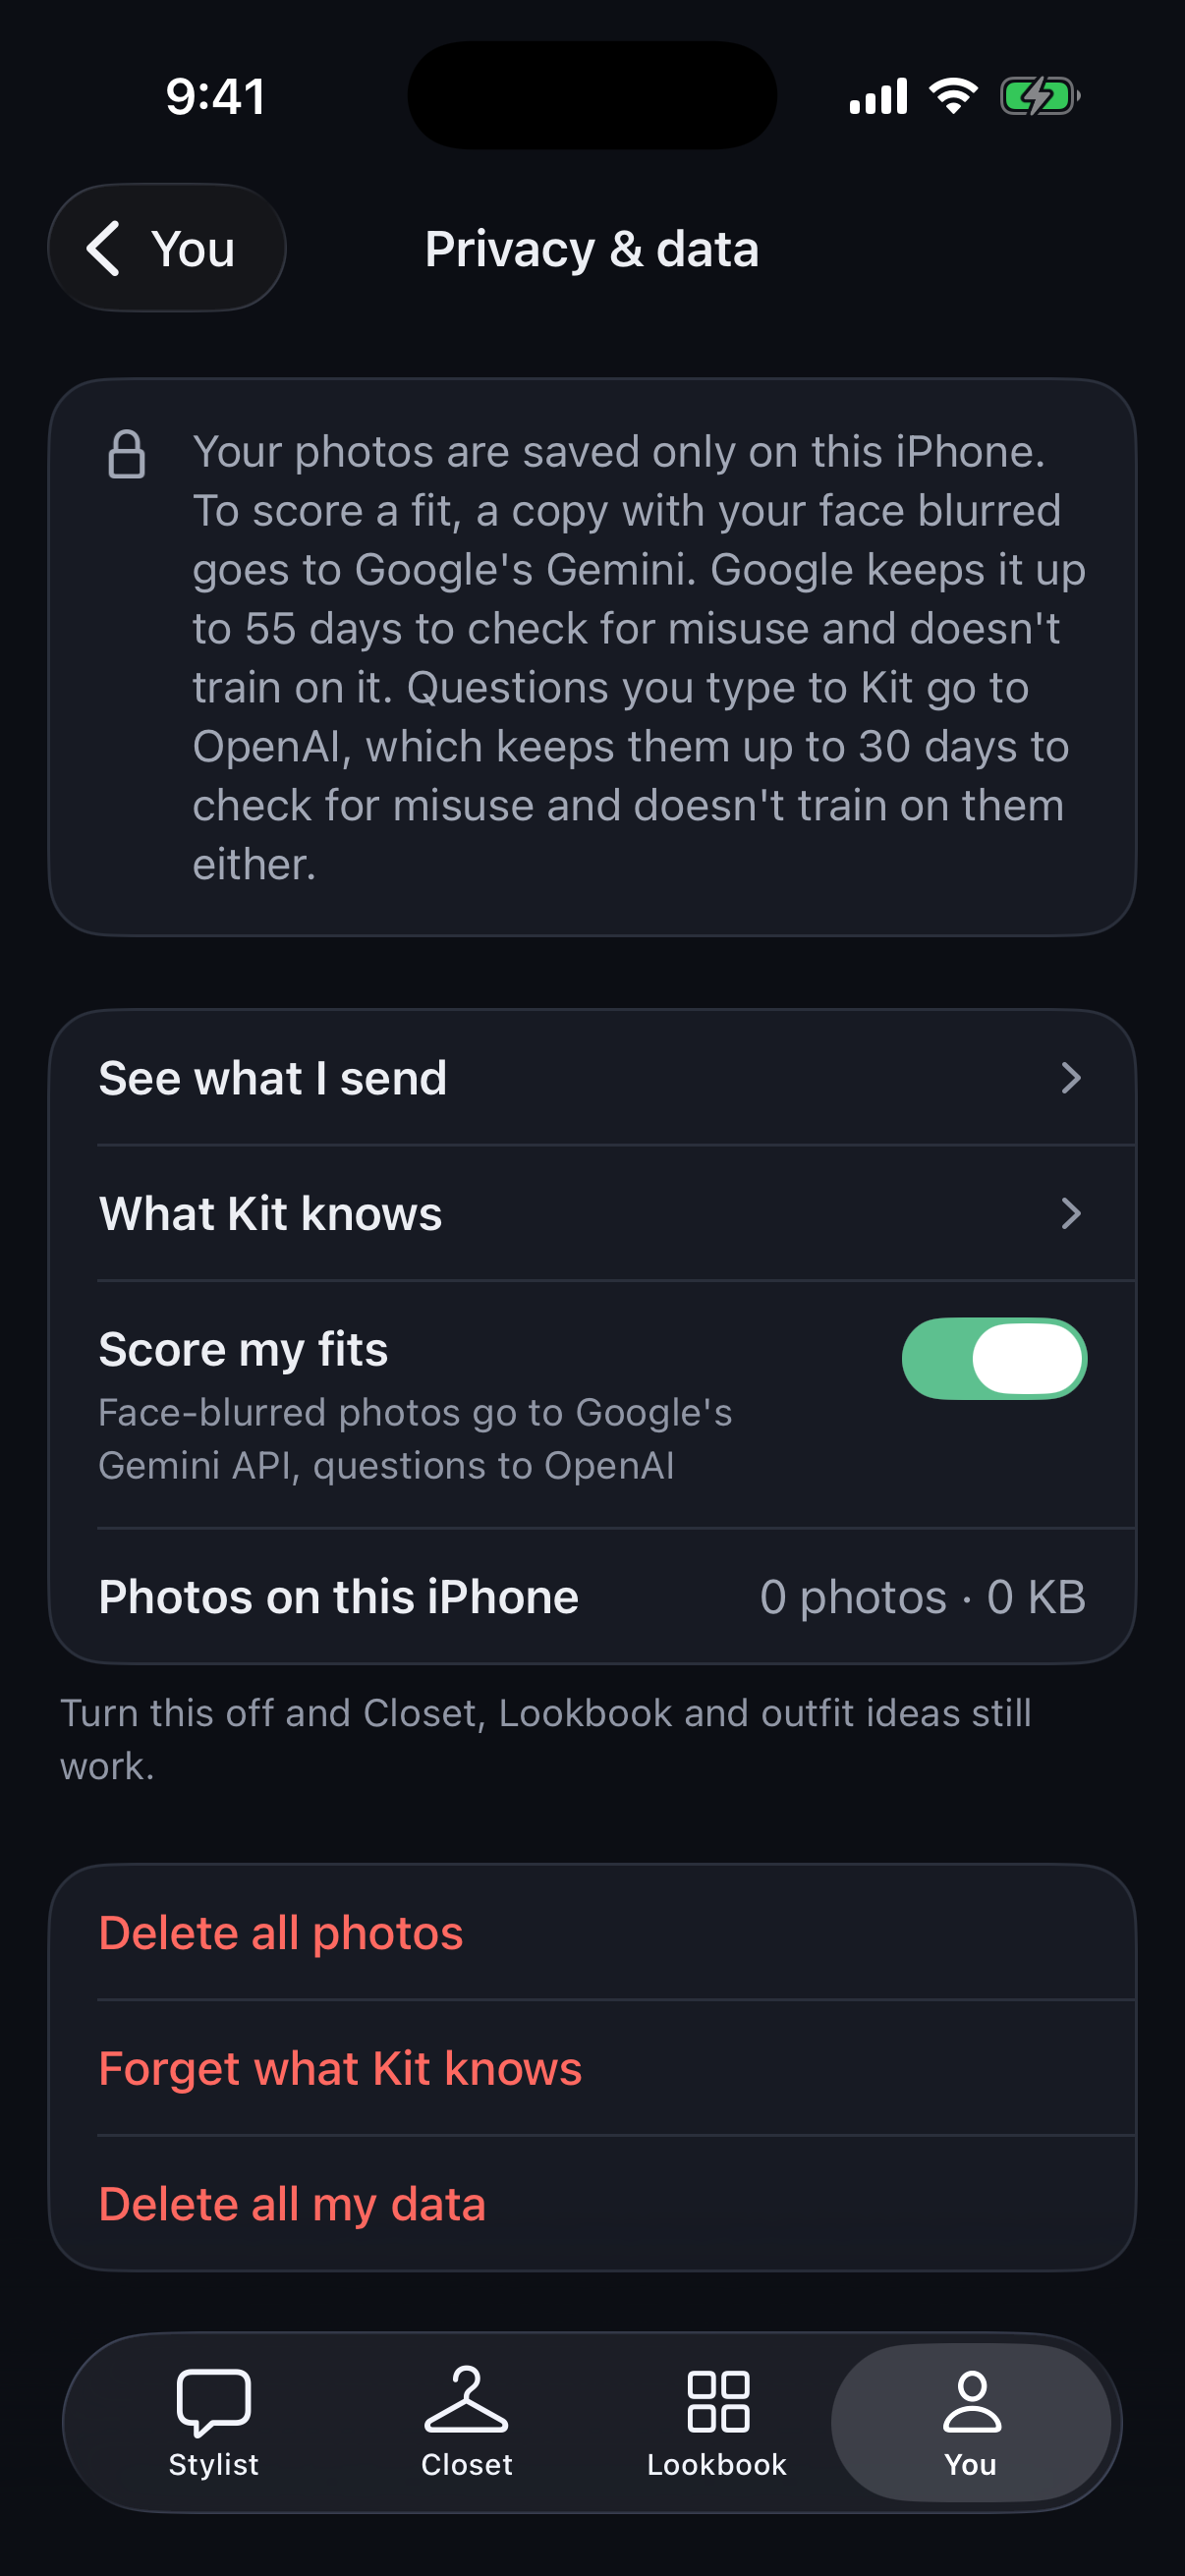 9:41
You
Privacy & data
Your photos are saved only on this iPhone.
To score a fit, a copy with your face blurred
goes to Google's Gemini. Google keeps it up
to 55 days to check for misuse and doesn't
train on it. Questions you type to Kit go to
OpenAI, which keeps them up to 30 days to
check for misuse and doesn't train on them
either.
See what I send
What Kit knows
Score my fits
Face-blurred photos go to Google's
Gemini API, questions to OpenAI
Photos on this iPhone 0 photos · 0 KB
Turn this off and Closet, Lookbook and outfit ideas still
work.
Delete all photos
Forget what Kit knows
Delete all my data
Stylist Closet Lookbook You